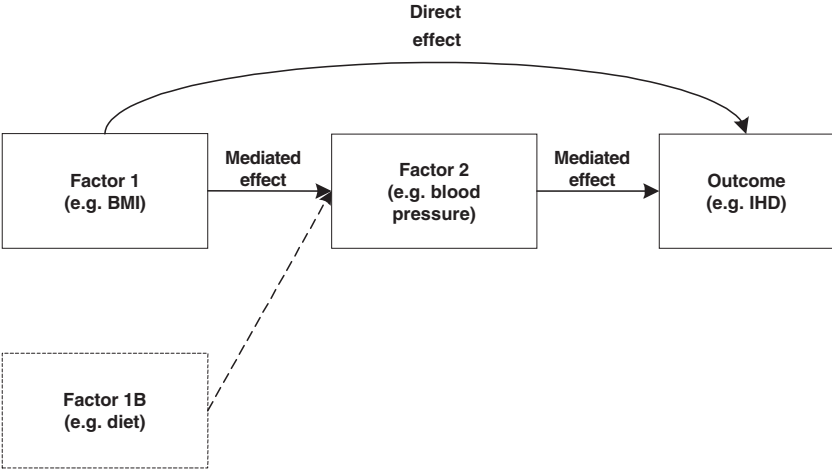 Direct
effect
Factor 1
(e.g. BMI)
Mediated
effect
Factor 2
(e.g. blood
pressure)
Mediated
effect
Outcome
(e.g. IHD)
Factor 1B
(e.g. diet)